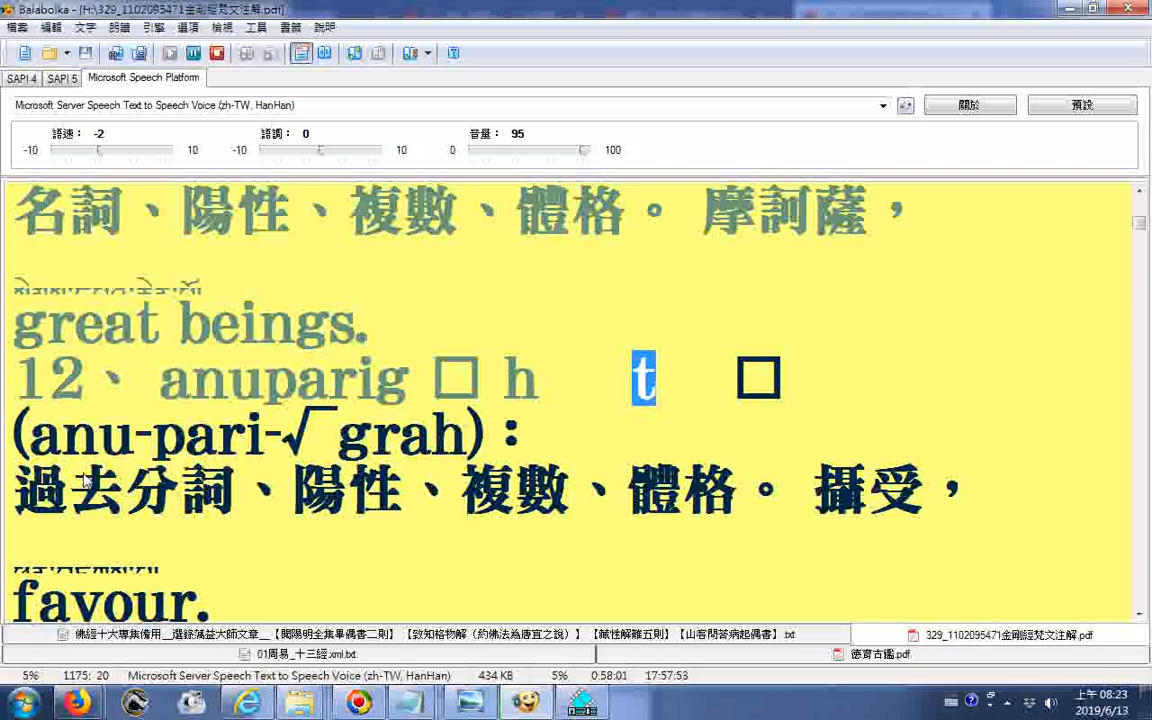 Balabolka - [H:\329_1102095471金剛經梵文注解.pdf]
檔案 編輯 文字 朗讀 引擎 選項 檢視 工具 書籤 說明
SAPI 4 SAPI 5 Microsoft Speech Platform
Microsoft Server Speech Text to Speech Voice (zh-TW, HanHan) 關於 預設
語速： -2 語調： 0 音量： 95
-10 10 -10 10 0 100
名詞、陽性、複數、體格。 摩訶薩，
great beings.
12、 anuparig □ h t □
(anu-pari-√ grah)：
過去分詞、陽性、複數、體格。 攝受，
favour.
329_1102095471金剛經梵文注解.pdf
01周易_十三經.xml.txt 德育古鑑.pdf
5% 1175: 20 Microsoft Server Speech Text to Speech Voice (zh-TW, HanHan) 434 KB 5% 0:58:01 17:57:53
上午 08:23
2019/6/13